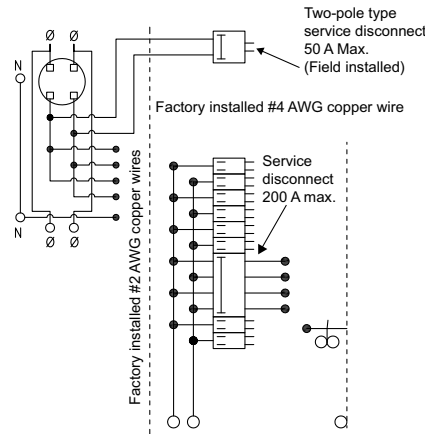 Ø Ø
N
N
Ø Ø
Two-pole type
service disconnect
50 A Max.
(Field installed)
Factory installed #4 AWG copper wire
Service
disconnect
200 A max.
Factory installed #2 AWG copper wires